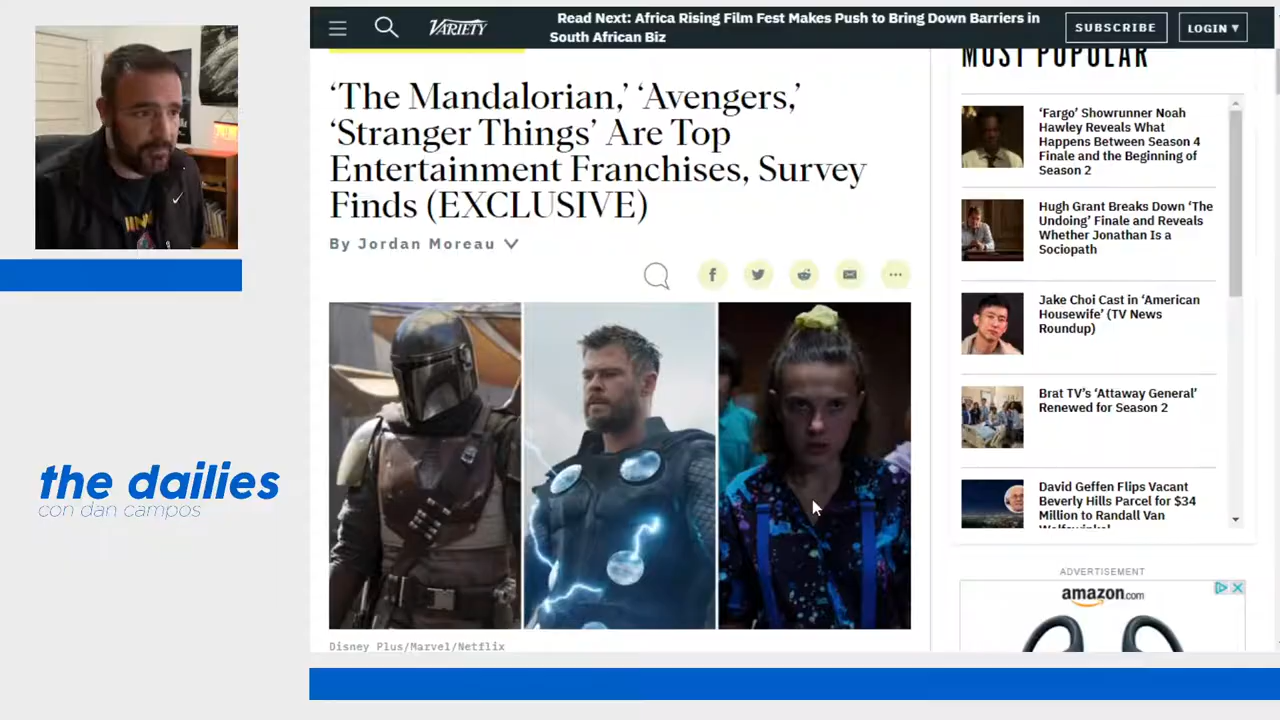 VARIETY
Read Next: Africa Rising Film Fest Makes Push to Bring Down Barriers in
South African Biz
SUBSCRIBE
LOGIN ▾
‘The Mandalorian,’ ‘Avengers,’
‘Stranger Things’ Are Top
Entertainment Franchises, Survey
Finds (EXCLUSIVE)
By Jordan Moreau
Disney Plus/Marvel/Netflix
MOST POPULAR
‘Fargo’ Showrunner Noah
Hawley Reveals What
Happens Between Season 4
Finale and the Beginning of
Season 2
Hugh Grant Breaks Down ‘The
Undoing’ Finale and Reveals
Whether Jonathan Is a
Sociopath
Jake Choi Cast in ‘American
Housewife’ (TV News
Roundup)
Brat TV’s ‘Attaway General’
Renewed for Season 2
David Geffen Flips Vacant
Beverly Hills Parcel for $34
Million to Randall Van
ADVERTISEMENT
amazon.com
the dailies
con dan campos